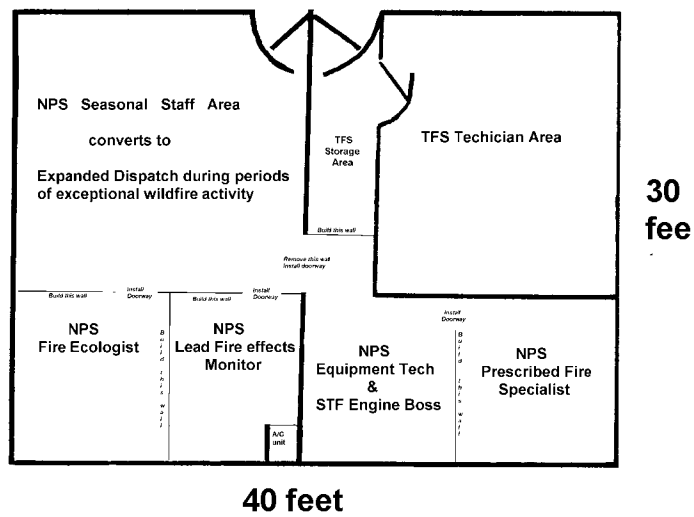 NPS Seasonal Staff Area
converts to
Expanded Dispatch during periods
of exceptional wildfire activity
TFS
Storage
Area
TFS Techician Area
30
fee
Build this wall
Remove this wall
Install doorway
Build this wall
Install
Doorway
Build this wall
Install
Doorway
NPS
Fire Ecologist
Build this wall
NPS
Lead Fire effects
Monitor
A/C
unit
NPS
Equipment Tech
&
STF Engine Boss
Install
Doorway
Build this wall
NPS
Prescribed Fire
Specialist
40 feet